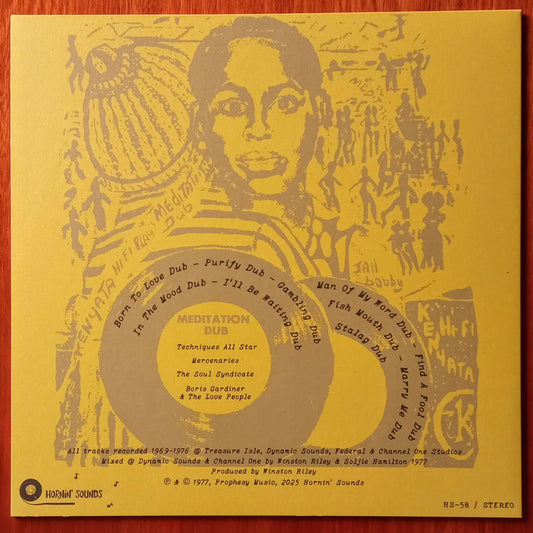 MEDITATION
KENYATA HI FI PLAY MEDITATION
DUB
JAH
bobby
Born To Love Dub - Purify Dub - Gambling Dub
In The Mood Dub - I'll Be Waiting Dub
Man Of My Word Dub - Find A Fool Dub
Fish Mouth Dub - Marry Me Dub
Stalag Dub
MEDITATION
DUB
Techniques All Star
Mercenaries
The Soul Syndicate
Boris Gardiner
& The Love People
KENYATA
HI FI
K
All tracks recorded 1969-1976 @ Treasure Isle, Dynamic Sounds, Federal & Channel One Studios
Mixed @ Dynamic Sounds & Channel One by Winston Riley & Soljie Hamilton 1977
Produced by Winston Riley
℗ & © 1977, Prophesy Music, 2025 Hornin' Sounds
HORNIN' SOUNDS
HS-58 / STEREO